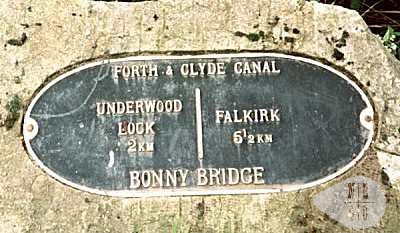 FORTH & CLYDE CANAL
UNDERWOOD
LOCK
2KM
FALKIRK
6½KM
BONNY BRIDGE